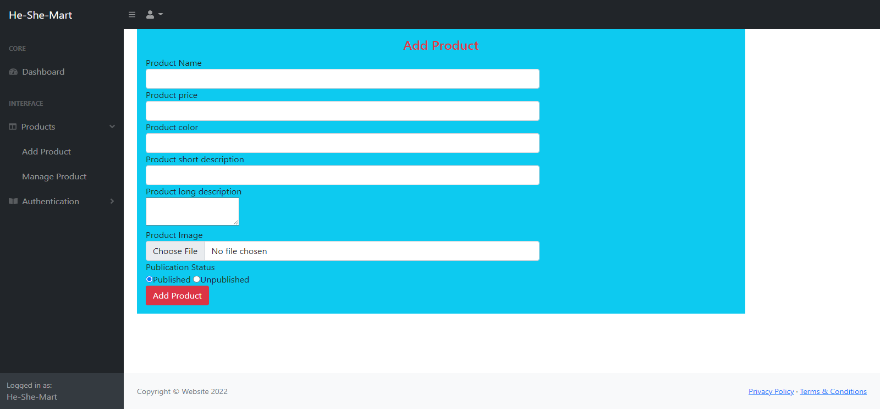 He-She-Mart
CORE
Dashboard
INTERFACE
Products
Add Product
Manage Product
Authentication
Logged in as:
He-She-Mart
Add Product
Product Name
Product price
Product color
Product short description
Product long description
Product Image
Choose File No file chosen
Publication Status
Published Unpublished
Add Product
Copyright © Website 2022
Privacy Policy · Terms & Conditions